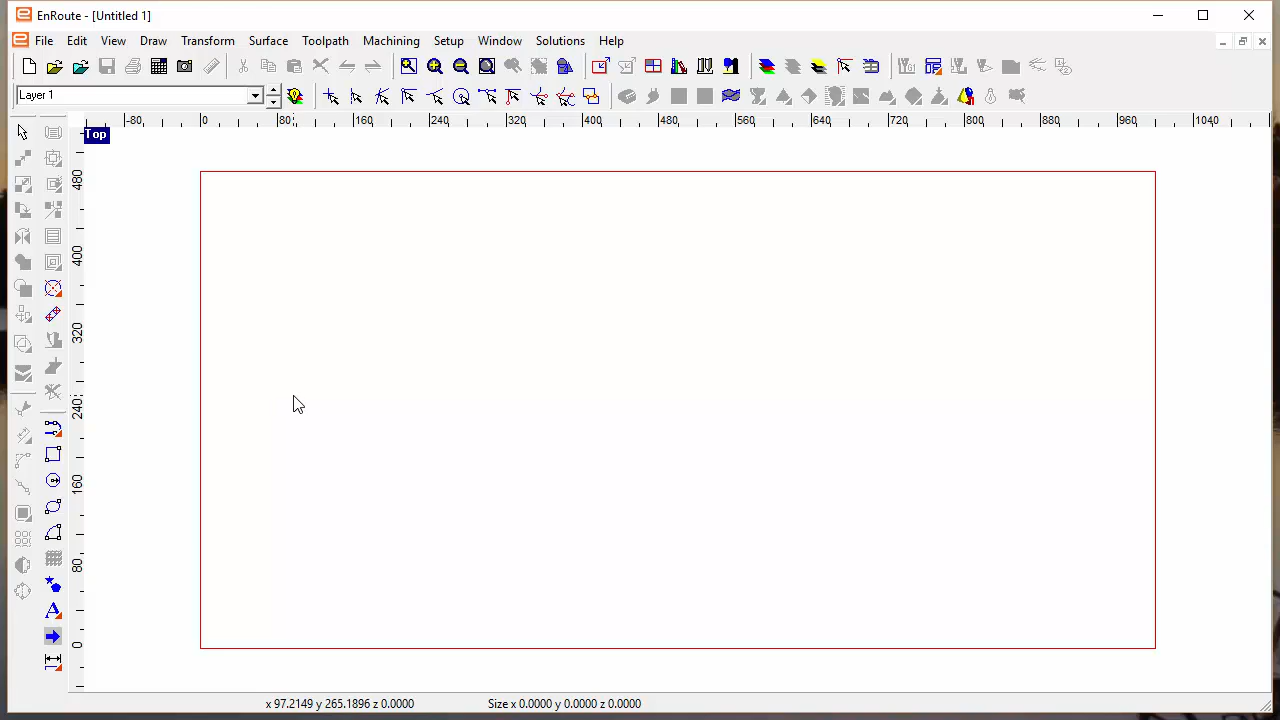 EnRoute - [Untitled 1]
File Edit View Draw Transform Surface Toolpath Machining Setup Window Solutions Help
Layer 1
-80 0 80 160 240 320 400 480 560 640 720 800 880 960 1040
Top
480
400
320
240
160
80
0
x 97.2149 y 265.1896 z 0.0000 Size x 0.0000 y 0.0000 z 0.0000